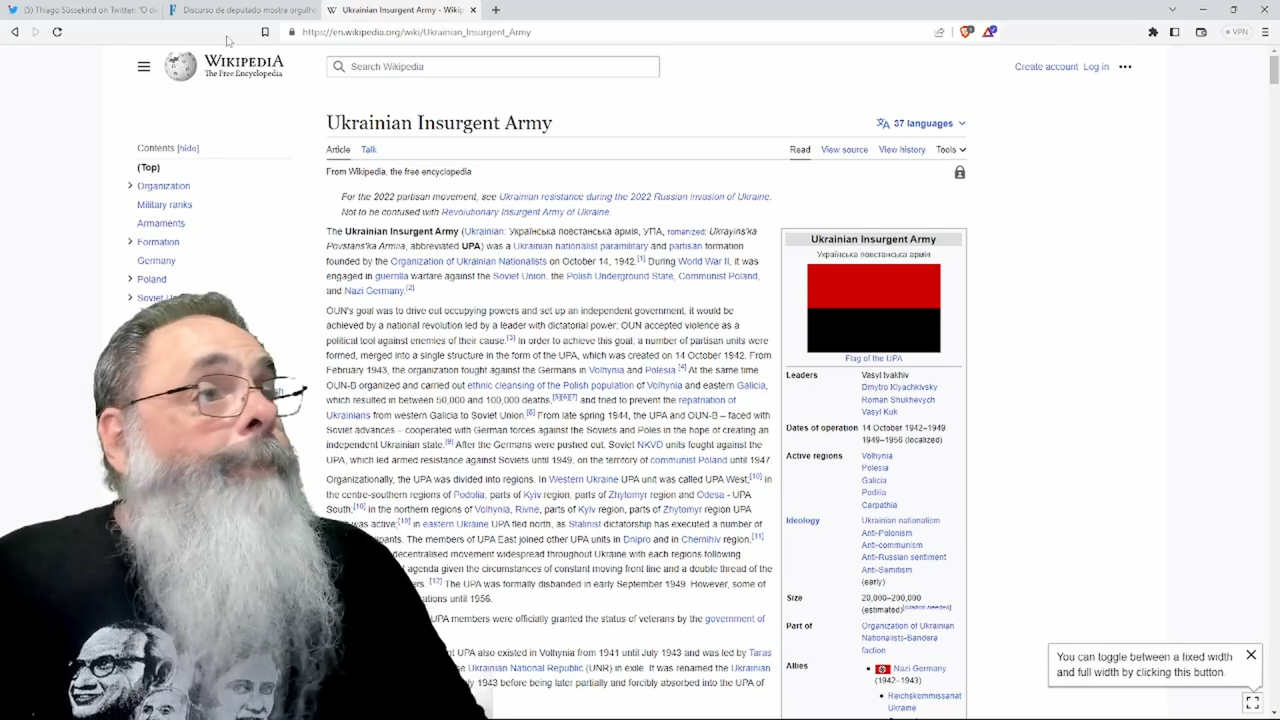 (5) Thiago Süssekind on Twitter: "O de
Discurso de deputado mostra orgulho
Ukrainian Insurgent Army - Wikip
https://en.wikipedia.org/wiki/Ukrainian_Insurgent_Army
VPN
WIKIPEDIA
The Free Encyclopedia
Search Wikipedia
Create account Log in
Ukrainian Insurgent Army
37 languages
Contents [hide]
(Top)
Organization
Military ranks
Armaments
Formation
Germany
Poland
Article Talk
Read View source View history Tools
From Wikipedia, the free encyclopedia
For the 2022 partisan movement, see Ukrainian resistance during the 2022 Russian invasion of Ukraine.
Not to be confused with Revolutionary Insurgent Army of Ukraine.
The Ukrainian Insurgent Army (Ukrainian: Українська повстанська армія, УПА, romanized: Ukrayins'ka
Povstans'ka Armiia, abbreviated UPA) was a Ukrainian nationalist paramilitary and partisan formation
founded by the Organization of Ukrainian Nationalists on October 14, 1942.[1] During World War II, it was
engaged in guerrilla warfare against the Soviet Union, the Polish Underground State, Communist Poland,
and Nazi Germany.[2]
OUN's goal was to drive out occupying powers and set up an independent government, it would be
achieved by a national revolution led by a leader with dictatorial power; OUN accepted violence as a
political tool against enemies of their cause.[3] In order to achieve this goal, a number of partisan units were
formed, merged into a single structure in the form of the UPA, which was created on 14 October 1942. From
February 1943, the organization fought against the Germans in Volhynia and Polesia.[4] At the same time
OUN-B organized and carried out ethnic cleansing of the Polish population of Volhynia and eastern Galicia,
which resulted in between 50,000 and 100,000 deaths,[5][6][7] and tried to prevent the repatriation of
Ukrainians from western Galicia to Soviet Union.[8] From late spring 1944, the UPA and OUN-B – faced with
Soviet advances – cooperated with German forces against the Soviets and Poles in the hope of creating an
independent Ukrainian state.[9] After the Germans were pushed out, Soviet NKVD units fought against the
UPA, which led armed resistance against Soviets until 1949, on the territory of communist Poland until 1947.
Organizationally, the UPA was divided into regions. In Western Ukraine UPA unit was called UPA West;[10] in
the centre-southern regions of Podolia, parts of Kyiv region, parts of Zhytomyr region and Odesa - UPA
South;[10] in the northern regions of Volhynia, Rivne, parts of Kyiv region, parts of Zhytomyr region UPA
was active;[10] in eastern Ukraine UPA fled north, as Stalinist dictatorship has executed a number of
The members of UPA East joined other UPA units in Dnipro and in Chernihiv region.[11]
decentralised movement widespread throughout Ukraine with each regions following
agenda given the circumstances of constant moving front line and a double threat of the
[12] The UPA was formally disbanded in early September 1949. However, some of
until 1956.
UPA members were officially granted the status of veterans by the government of
UPA also existed in Volhynia from 1941 until July 1943 and was led by Taras
the Ukrainian National Republic (UNR) in exile. It was renamed the Ukrainian
1943 before being later partially and forcibly absorbed into the UPA of
Ukrainian Insurgent Army
Українська повстанська армія
Flag of the UPA
Leaders Vasyl Ivakhiv
Dmytro Klyachkivsky
Roman Shukhevych
Vasyl Kuk
Dates of operation 14 October 1942–1949
1949–1956 (localized)
Active regions Volhynia
Polesia
Galicia
Podilia
Carpathia
Ideology Ukrainian nationalism
Anti-Polonism
Anti-communism
Anti-Russian sentiment
Anti-Semitism
(early)
Size 20,000–200,000
(estimated)[citation needed]
Part of Organization of Ukrainian
Nationalists-Bandera
faction
Allies Nazi Germany
(1942–1943)
Reichskommissariat
Ukraine
You can toggle between a fixed width
and full width by clicking this button.